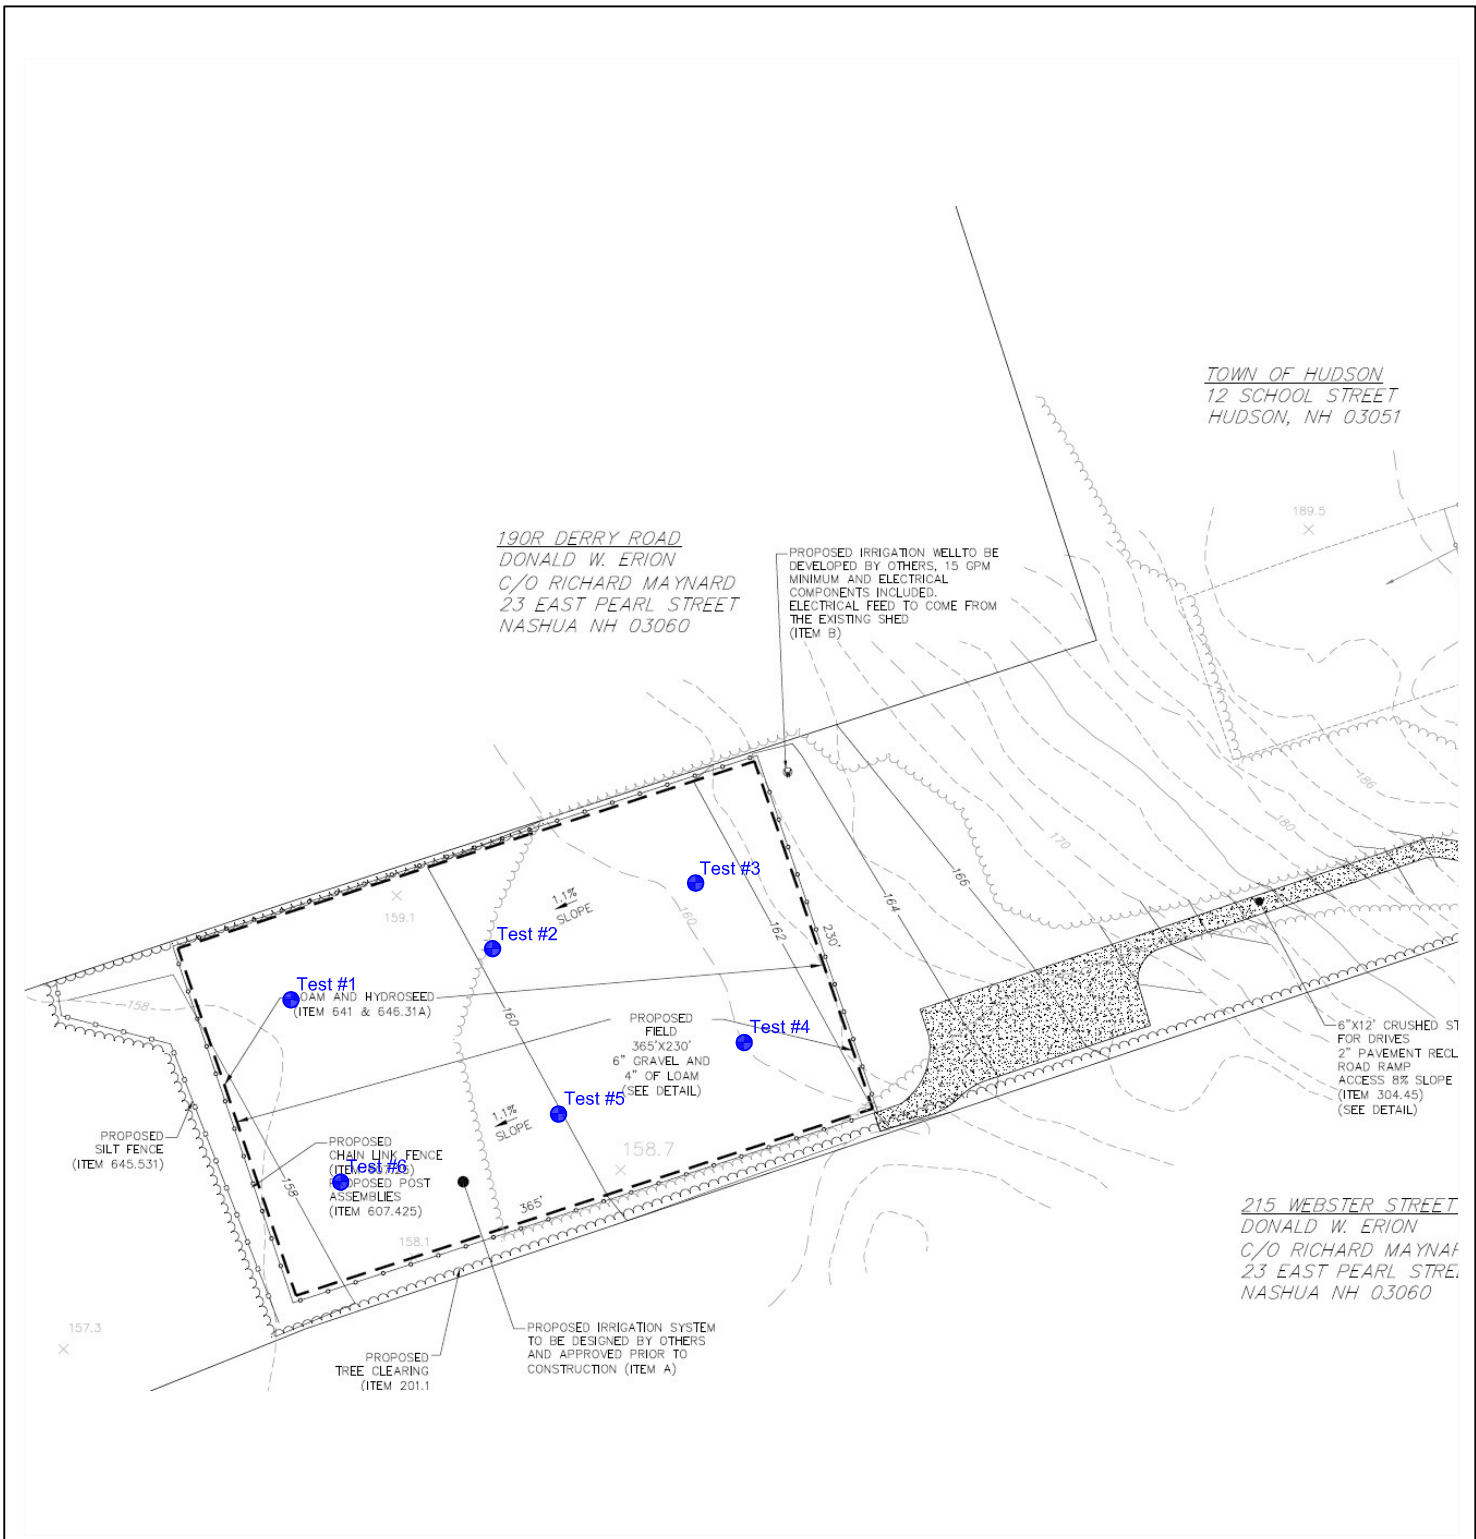 TOWN OF HUDSON
12 SCHOOL STREET
HUDSON, NH 03051
189.5
190R DERRY ROAD
DONALD W. ERION
C/O RICHARD MAYNARD
23 EAST PEARL STREET
NASHUA NH 03060
PROPOSED IRRIGATION WELLTO BE
DEVELOPED BY OTHERS, 15 GPM
MINIMUM AND ELECTRICAL
COMPONENTS INCLUDED.
ELECTRICAL FEED TO COME FROM
THE EXISTING SHED
(ITEM B)
186
180
170
166
164
162
160
Test #3
1.1%
SLOPE
159.1
230'
Test #2
Test #1
158
LOAM AND HYDROSEED
(ITEM 641 & 646.31A)
160
PROPOSED
FIELD
365'X230'
6" GRAVEL AND
4" OF LOAM
(SEE DETAIL)
Test #4
6"X12' CRUSHED ST
FOR DRIVES
2" PAVEMENT RECL
ROAD RAMP
ACCESS 8% SLOPE
(ITEM 304.45)
(SEE DETAIL)
Test #5
1.1%
SLOPE
PROPOSED
SILT FENCE
(ITEM 645.531)
PROPOSED
CHAIN LINK FENCE
Test #6
PROPOSED POST
ASSEMBLIES
(ITEM 607.425)
158.7
158
365'
158.1
215 WEBSTER STREET
DONALD W. ERION
C/O RICHARD MAYNAR
23 EAST PEARL STREE
NASHUA NH 03060
157.3
PROPOSED IRRIGATION SYSTEM
TO BE DESIGNED BY OTHERS
AND APPROVED PRIOR TO
CONSTRUCTION (ITEM A)
PROPOSED
TREE CLEARING
(ITEM 201.1